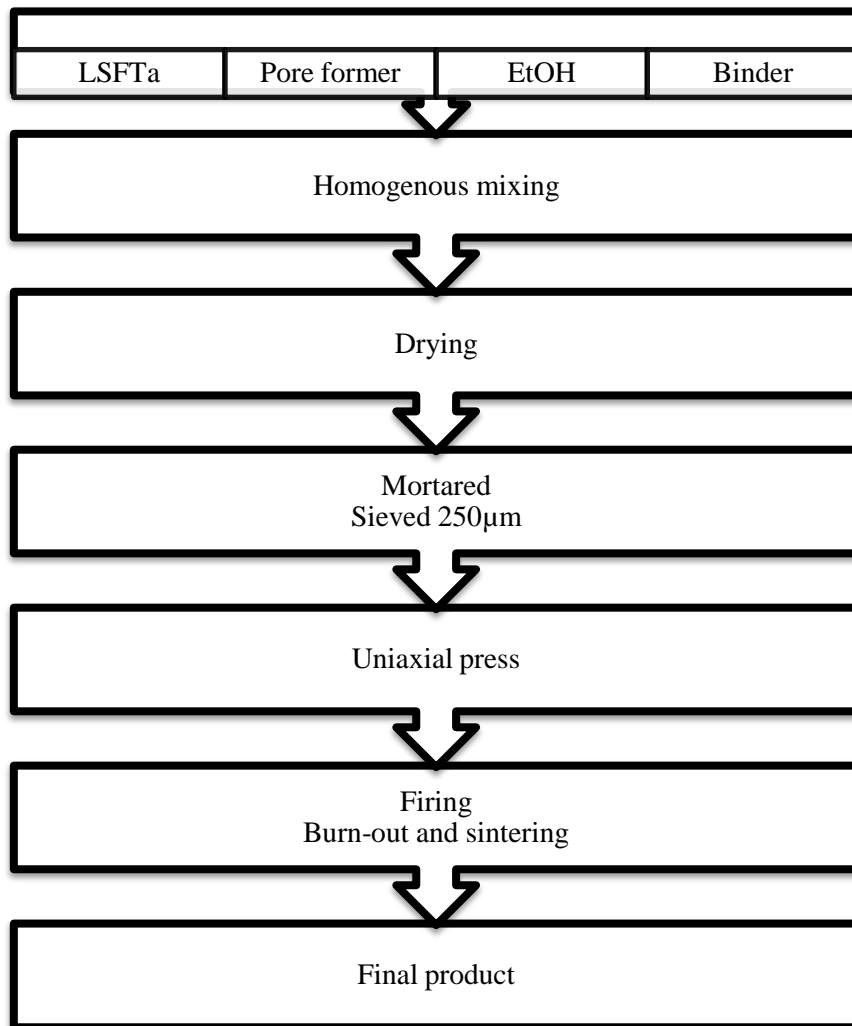 LSFTa Pore former EtOH Binder
Homogenous mixing
Drying
Mortared
Sieved 250µm
Uniaxial press
Firing
Burn-out and sintering
Final product